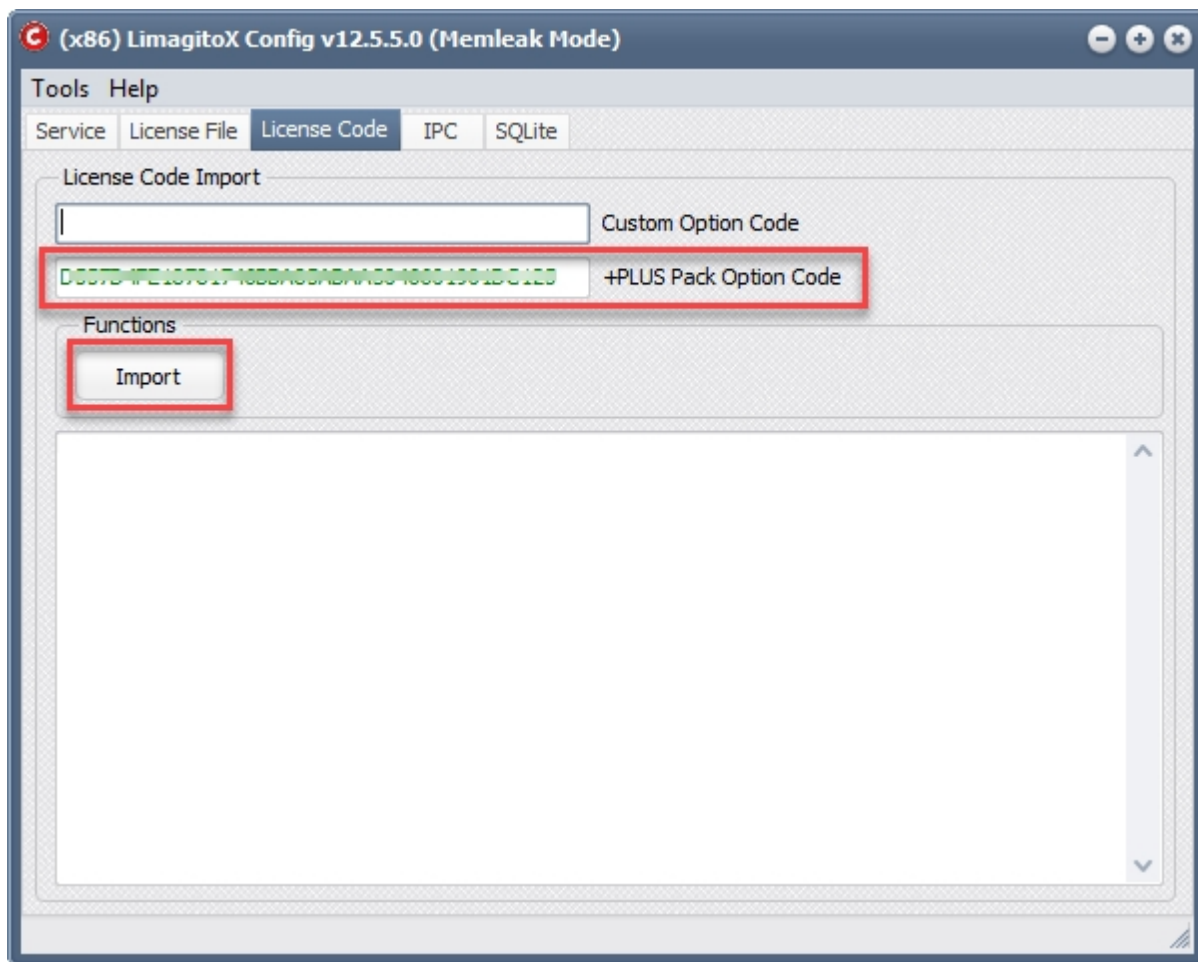 (x86) LimagitoX Config v12.5.5.0 (Memleak Mode)
Tools Help
Service License File License Code IPC SQLite
License Code Import
Custom Option Code
+PLUS Pack Option Code
Functions
Import